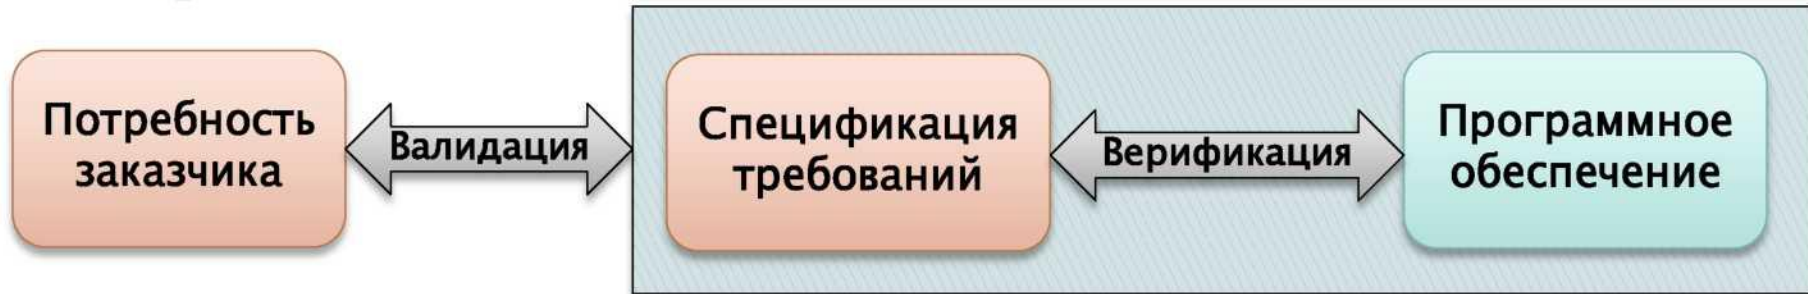 Потребность
заказчика
Валидация
Спецификация
требований
Верификация
Программное
обеспечение